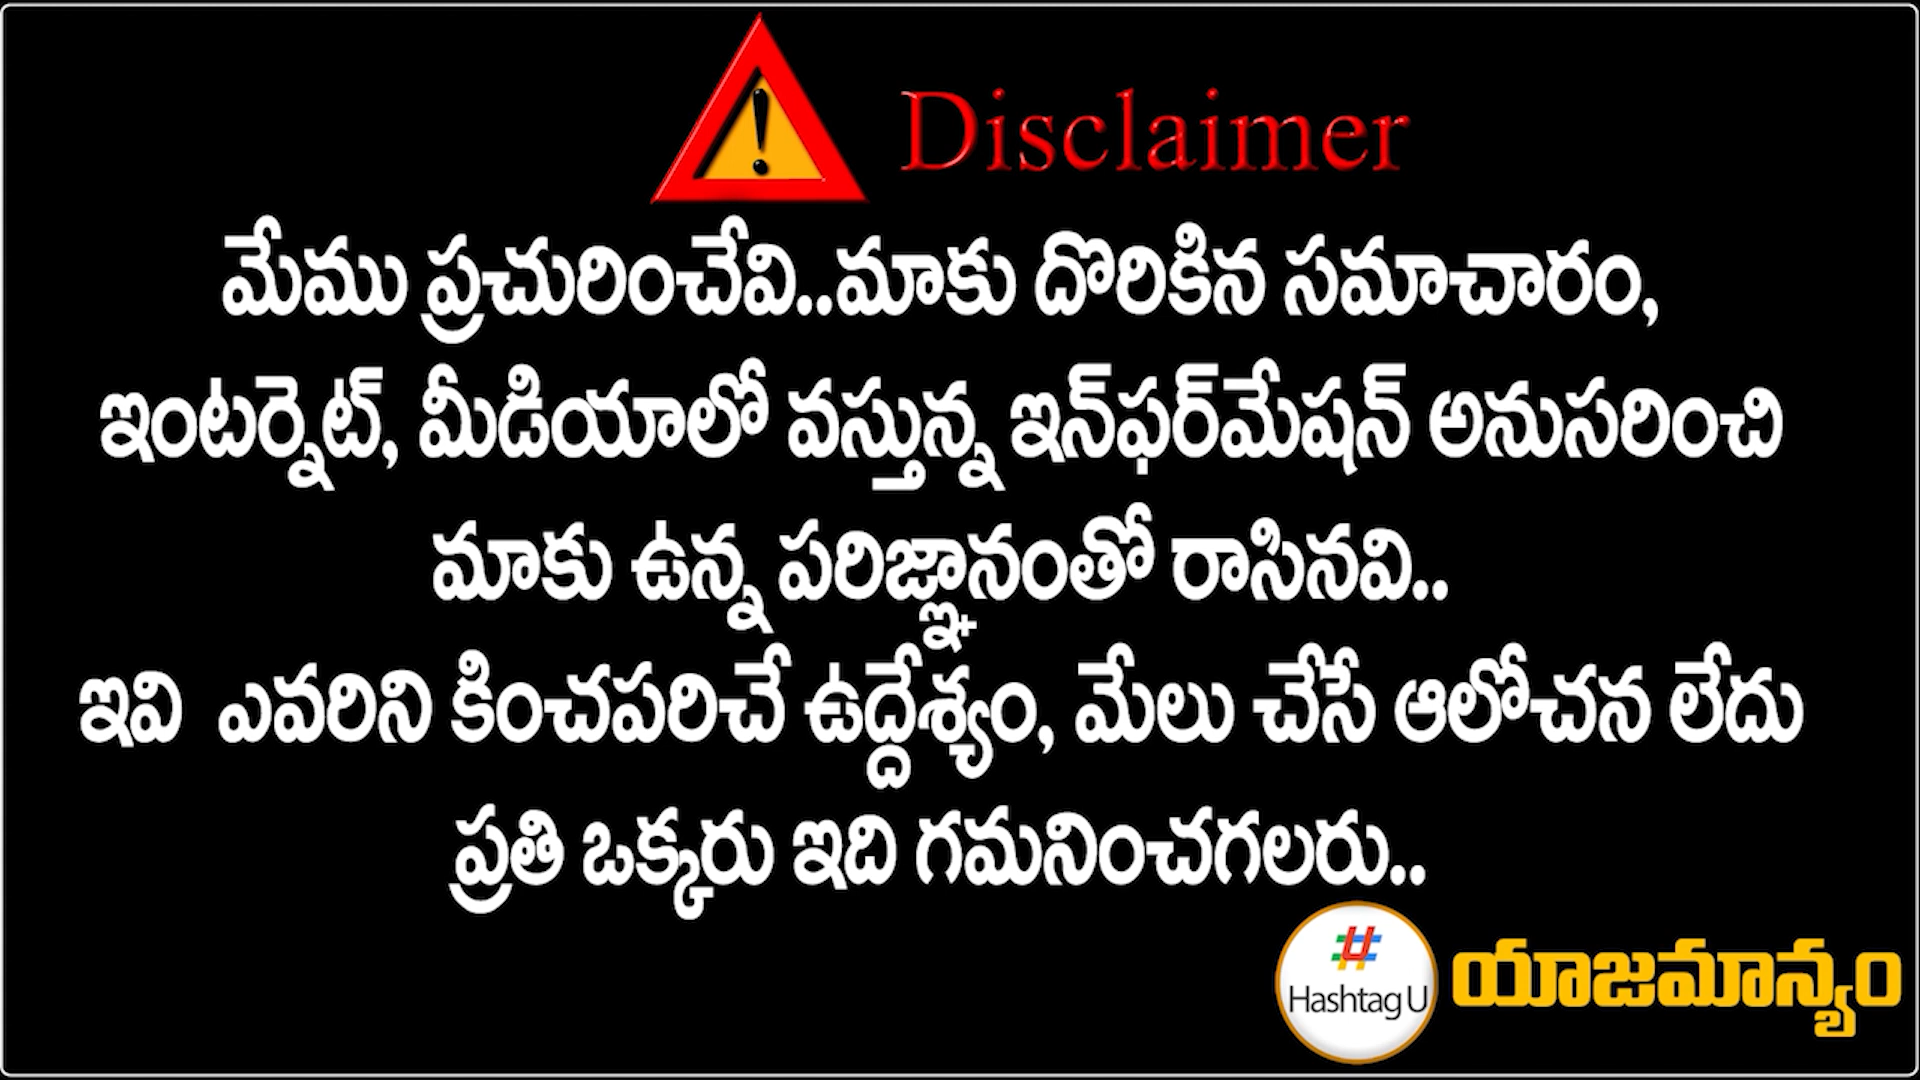 Disclaimer
మేము ప్రచురించేవి..మాకు దొరికిన సమాచారం,
ఇంటర్నెట్, మీడియాలో వస్తున్న ఇన్‌ఫర్‌మేషన్ అనుసరించి
మాకు ఉన్న పరిజ్ఞానంతో రాసినవి..
ఇవి ఎవరిని కించపరిచే ఉద్దేశ్యం, మేలు చేసే ఆలోచన లేదు
ప్రతి ఒక్కరు ఇది గమనించగలరు..
Hashtag U
యాజమాన్యం